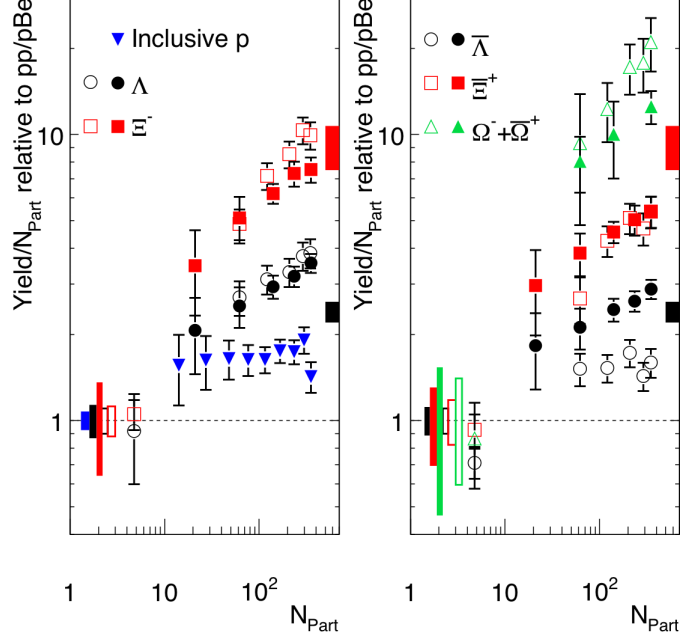 Yield/N_Part relative to pp/pBe
Inclusive p
Λ
Ξ⁻
10
1
1
10
10²
N_Part
Yield/N_Part relative to pp/pBe
Λ̅
Ξ̅⁺
Ω⁻+Ω̅⁺
10
1
1
10
10²
N_Part